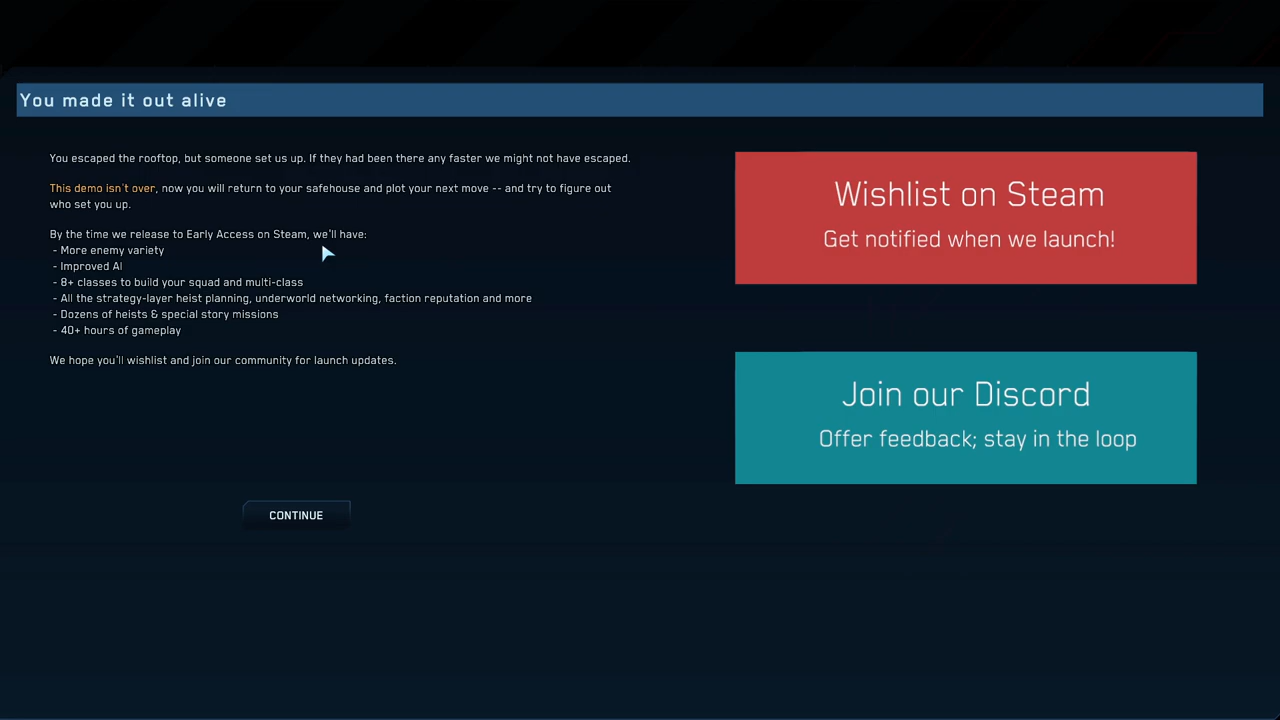 You made it out alive
You escaped the rooftop, but someone set us up. If they had been there any faster we might not have escaped.
This demo isn't over, now you will return to your safehouse and plot your next move -- and try to figure out
who set you up.
By the time we release to Early Access on Steam, we'll have:
- More enemy variety
- Improved AI
- 8+ classes to build your squad and multi-class
- All the strategy-layer heist planning, underworld networking, faction reputation and more
- Dozens of heists & special story missions
- 40+ hours of gameplay
We hope you'll wishlist and join our community for launch updates.
CONTINUE
Wishlist on Steam
Get notified when we launch!
Join our Discord
Offer feedback; stay in the loop